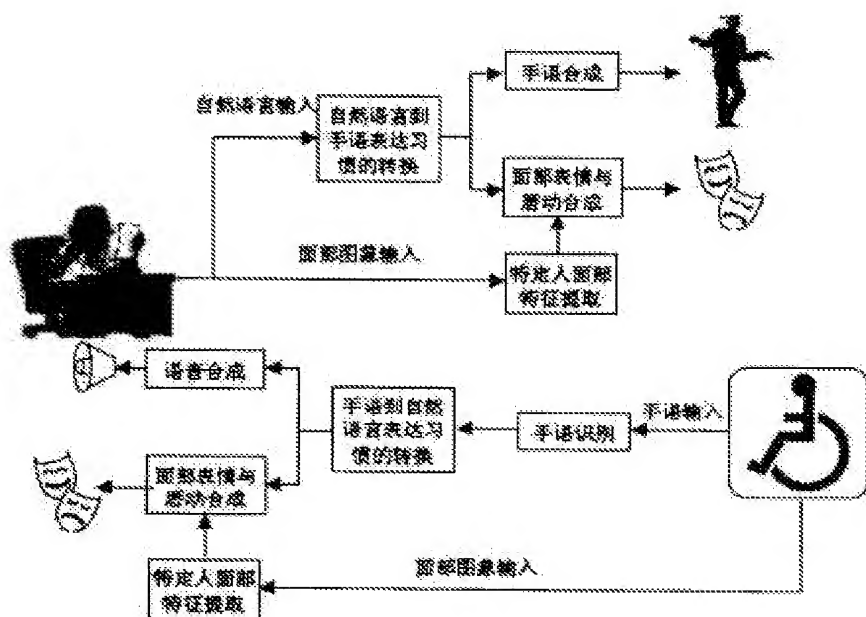 手语合成
自然语言输入
自然语言到
手语表达习
惯的转换
面部表情与
唇动合成
面部图象输入
特定人面部
特征提取
语音合成
手语到自然
语言表达习
惯的转换
手语识别
手语输入
面部表情与
唇动合成
面部图象输入
特定人面部
特征提取